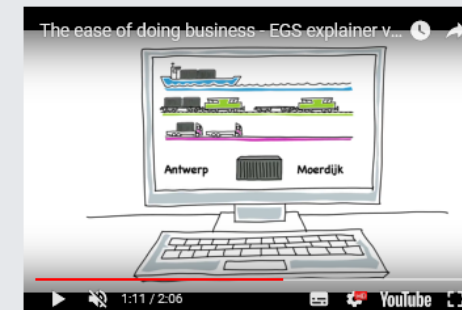 The ease of doing business - EGS explainer v...
Antwerp Moerdijk
1:11 / 2:06 YouTube